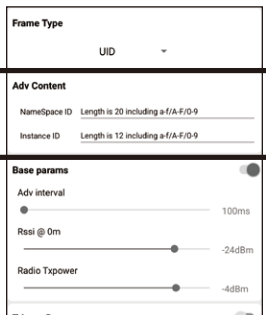 Frame Type
UID
Adv Content
NameSpace ID Length is 20 including a-f/A-F/0-9
Instance ID Length is 12 including a-f/A-F/0-9
Base params
Adv interval
100ms
Rssi @ 0m
-24dBm
Radio Txpower
-4dBm